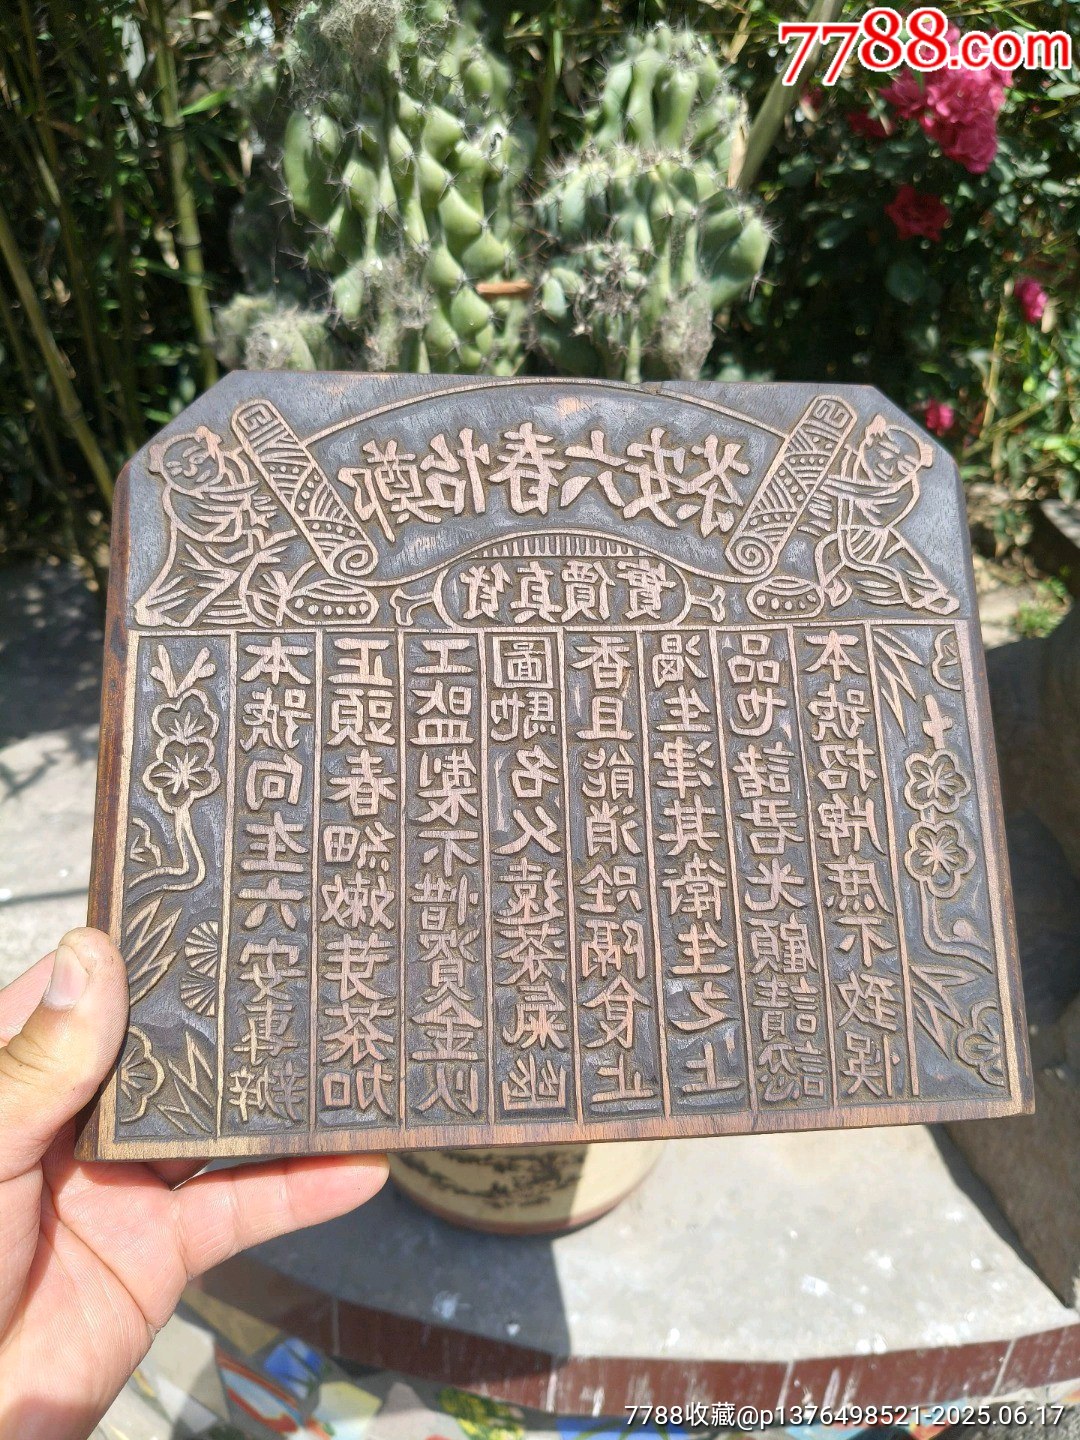 7788.com
鄭怡春六安茶
貨真價實
本號向在六安專辦
正頭春細嫩芽茶加
工監製不惜資金以
圖馳名久遠茶氣幽
香且能消隔食止
渴生津其衛生之上
品也諸君光顧請認
本號招牌庶不致悞
7788收藏@p1376498521-2025.06.17